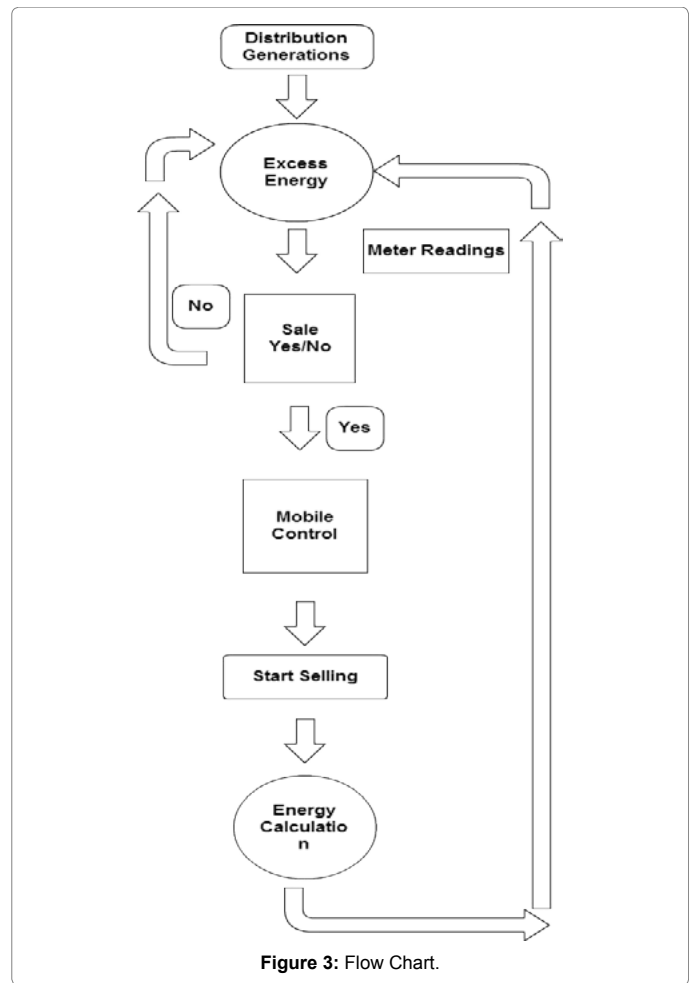 Distribution
Generations
Excess
Energy
Meter Readings
No
Sale
Yes/No
Yes
Mobile
Control
Start Selling
Energy
Calculatio
n
Figure 3: Flow Chart.